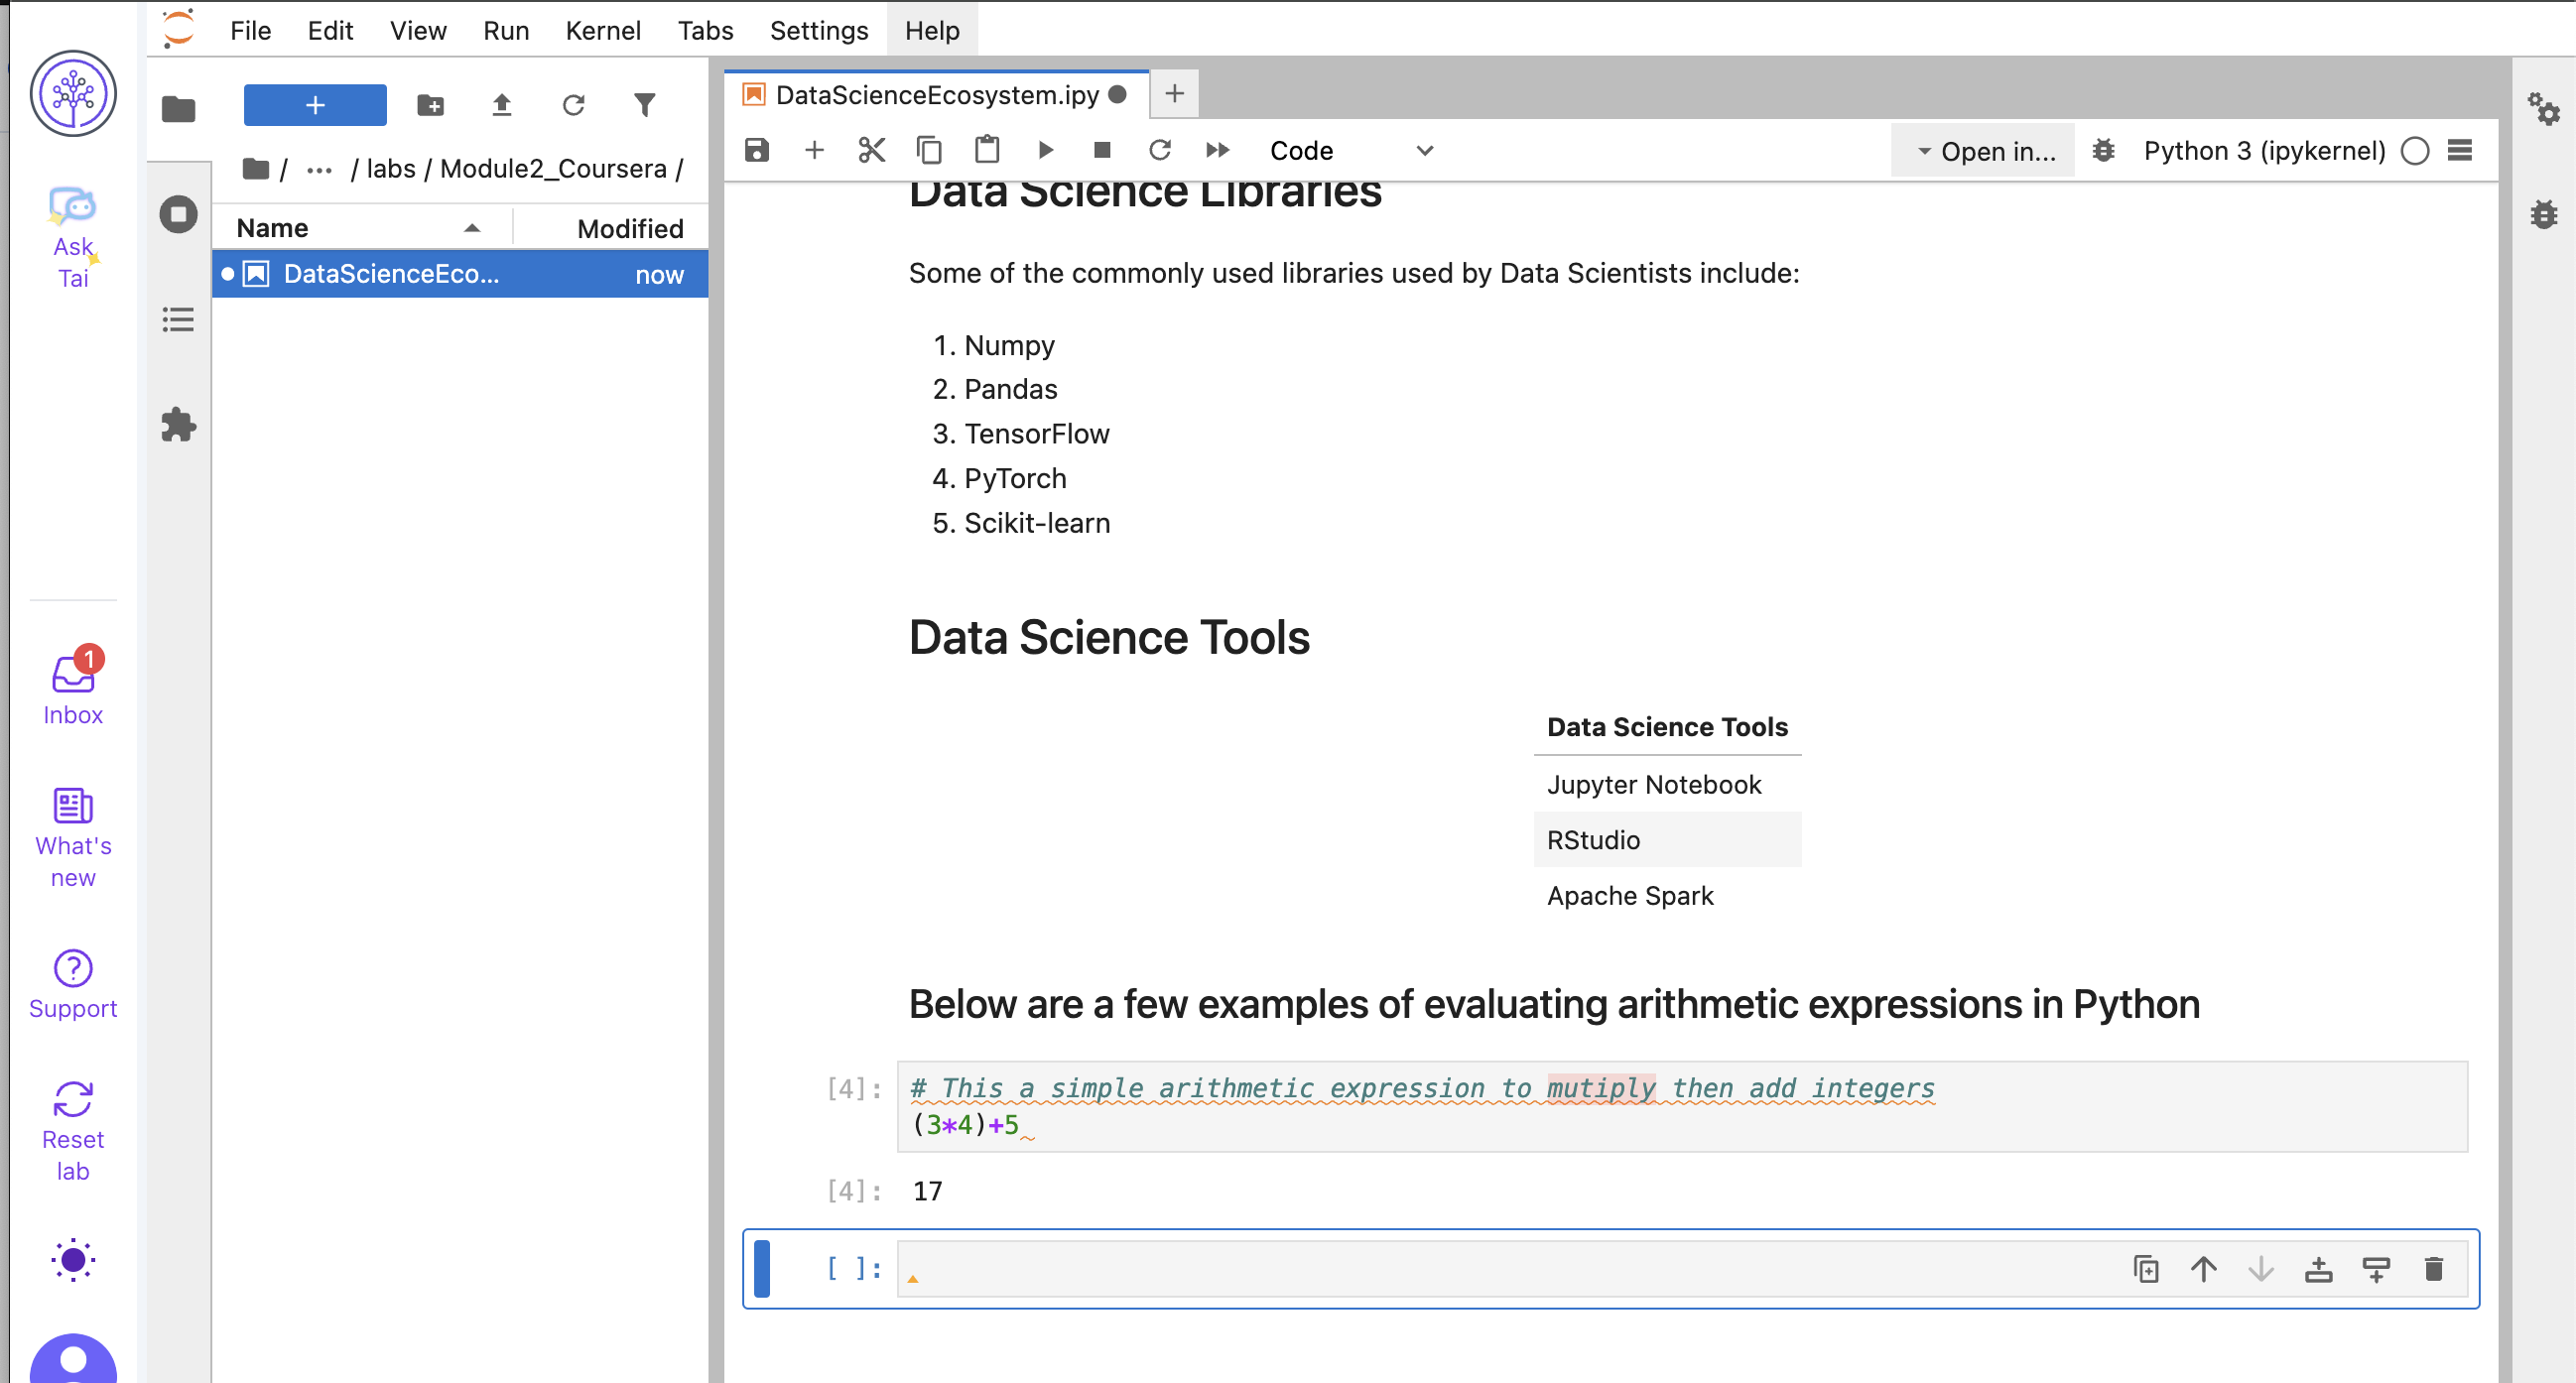 File Edit View Run Kernel Tabs Settings Help
Ask
Tai
Inbox
1
What's
new
Support
Reset
lab
+
/ ... / labs / Module2_Coursera /
Name Modified
DataScienceEco... now
DataScienceEcosystem.ipy
Code
Open in...
Python 3 (ipykernel)
Data Science Libraries
Some of the commonly used libraries used by Data Scientists include:
1. Numpy
2. Pandas
3. TensorFlow
4. PyTorch
5. Scikit-learn
Data Science Tools
Data Science Tools
Jupyter Notebook
RStudio
Apache Spark
Below are a few examples of evaluating arithmetic expressions in Python
[4]: # This a simple arithmetic expression to mutiply then add integers
(3*4)+5
[4]: 17
[ ]: